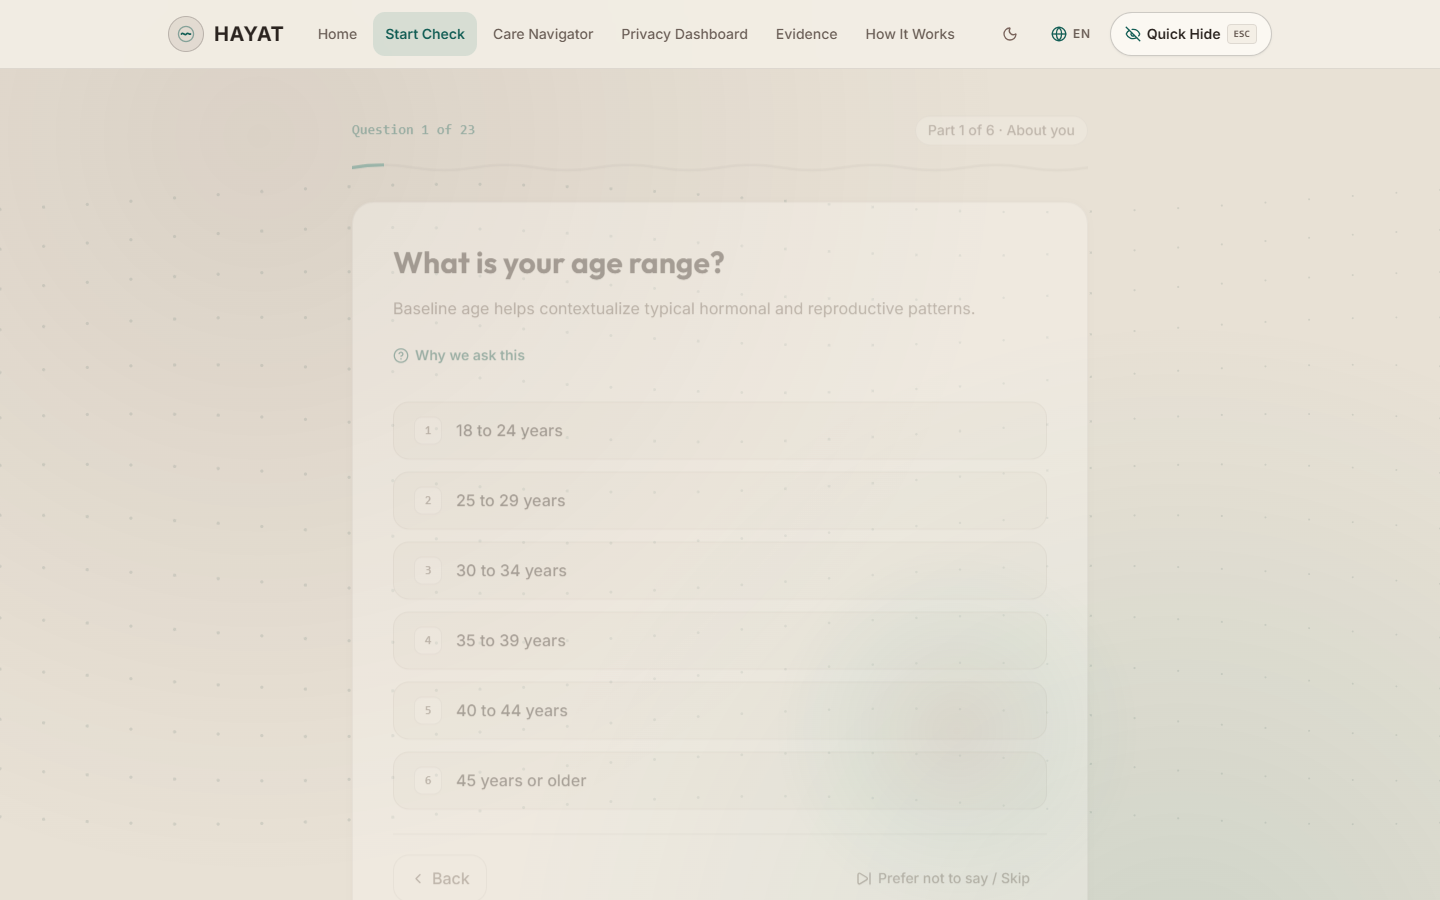 HAYAT
Home
Start Check
Care Navigator
Privacy Dashboard
Evidence
How It Works
EN
Quick Hide
ESC
Question 1 of 23
Part 1 of 6 · About you
What is your age range?
Baseline age helps contextualize typical hormonal and reproductive patterns.
Why we ask this
1 18 to 24 years
2 25 to 29 years
3 30 to 34 years
4 35 to 39 years
5 40 to 44 years
6 45 years or older
Back
Prefer not to say / Skip